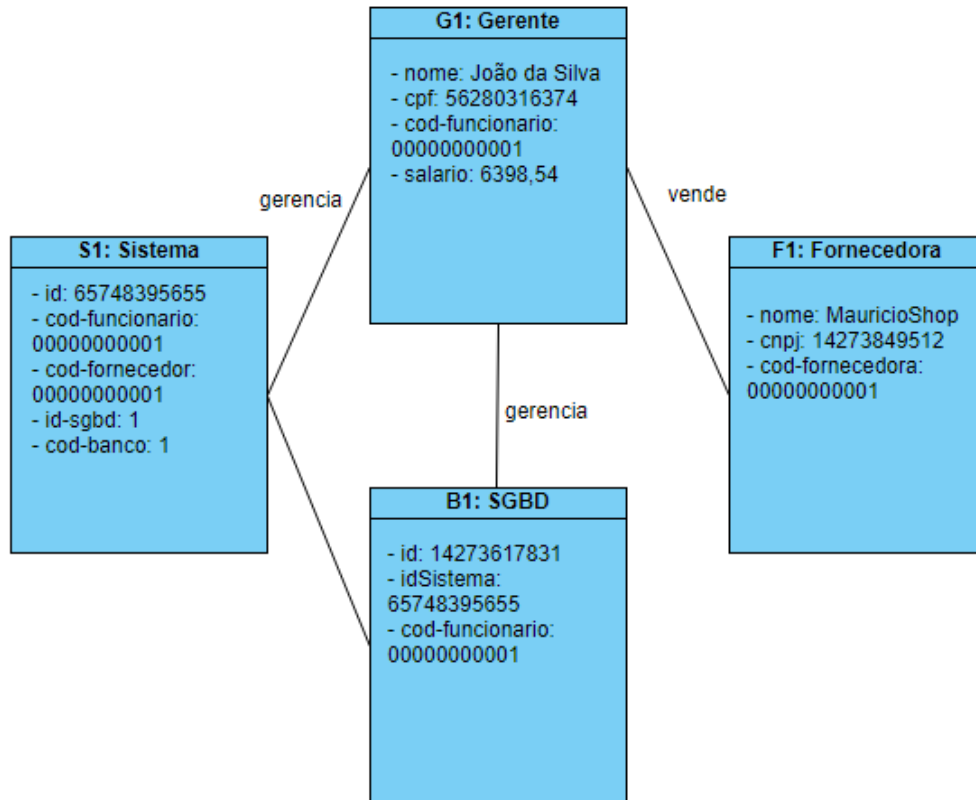 G1: Gerente
- nome: João da Silva
- cpf: 56280316374
- cod-funcionario:
00000000001
- salario: 6398,54
gerencia
vende
S1: Sistema
- id: 65748395655
- cod-funcionario:
00000000001
- cod-fornecedor:
00000000001
- id-sgbd: 1
- cod-banco: 1
F1: Fornecedora
- nome: MauricioShop
- cnpj: 14273849512
- cod-fornecedora:
00000000001
gerencia
B1: SGBD
- id: 14273617831
- idSistema:
65748395655
- cod-funcionario:
00000000001